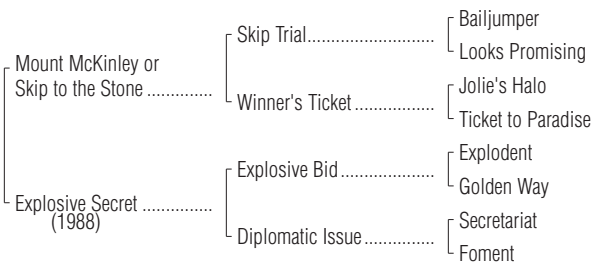 Bailjumper
Skip Trial...........................
Looks Promising
Mount McKinley or
Skip to the Stone ..............
Jolie's Halo
Winner's Ticket .................
Ticket to Paradise
Explodent
Explosive Bid....................
Golden Way
Explosive Secret ...............
(1988)
Secretariat
Diplomatic Issue...............
Foment